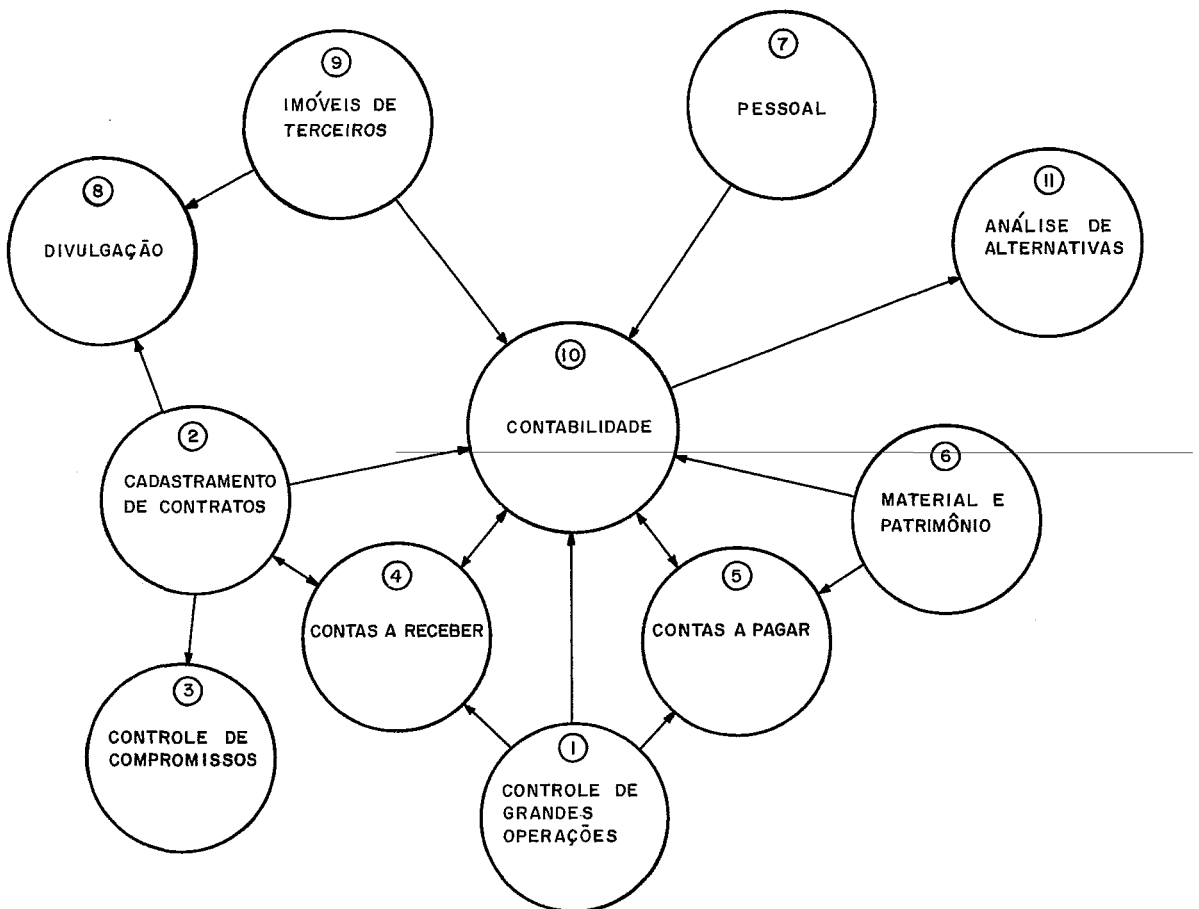 9
IMÓVEIS DE
TERCEIROS
7
PESSOAL
8
DIVULGAÇÃO
11
ANÁLISE DE
ALTERNATIVAS
10
CONTABILIDADE
2
CADASTRAMENTO
DE CONTRATOS
6
MATERIAL E
PATRIMÔNIO
4
CONTAS A RECEBER
5
CONTAS A PAGAR
3
CONTROLE DE
COMPROMISSOS
1
CONTROLE DE
GRANDES
OPERAÇÕES